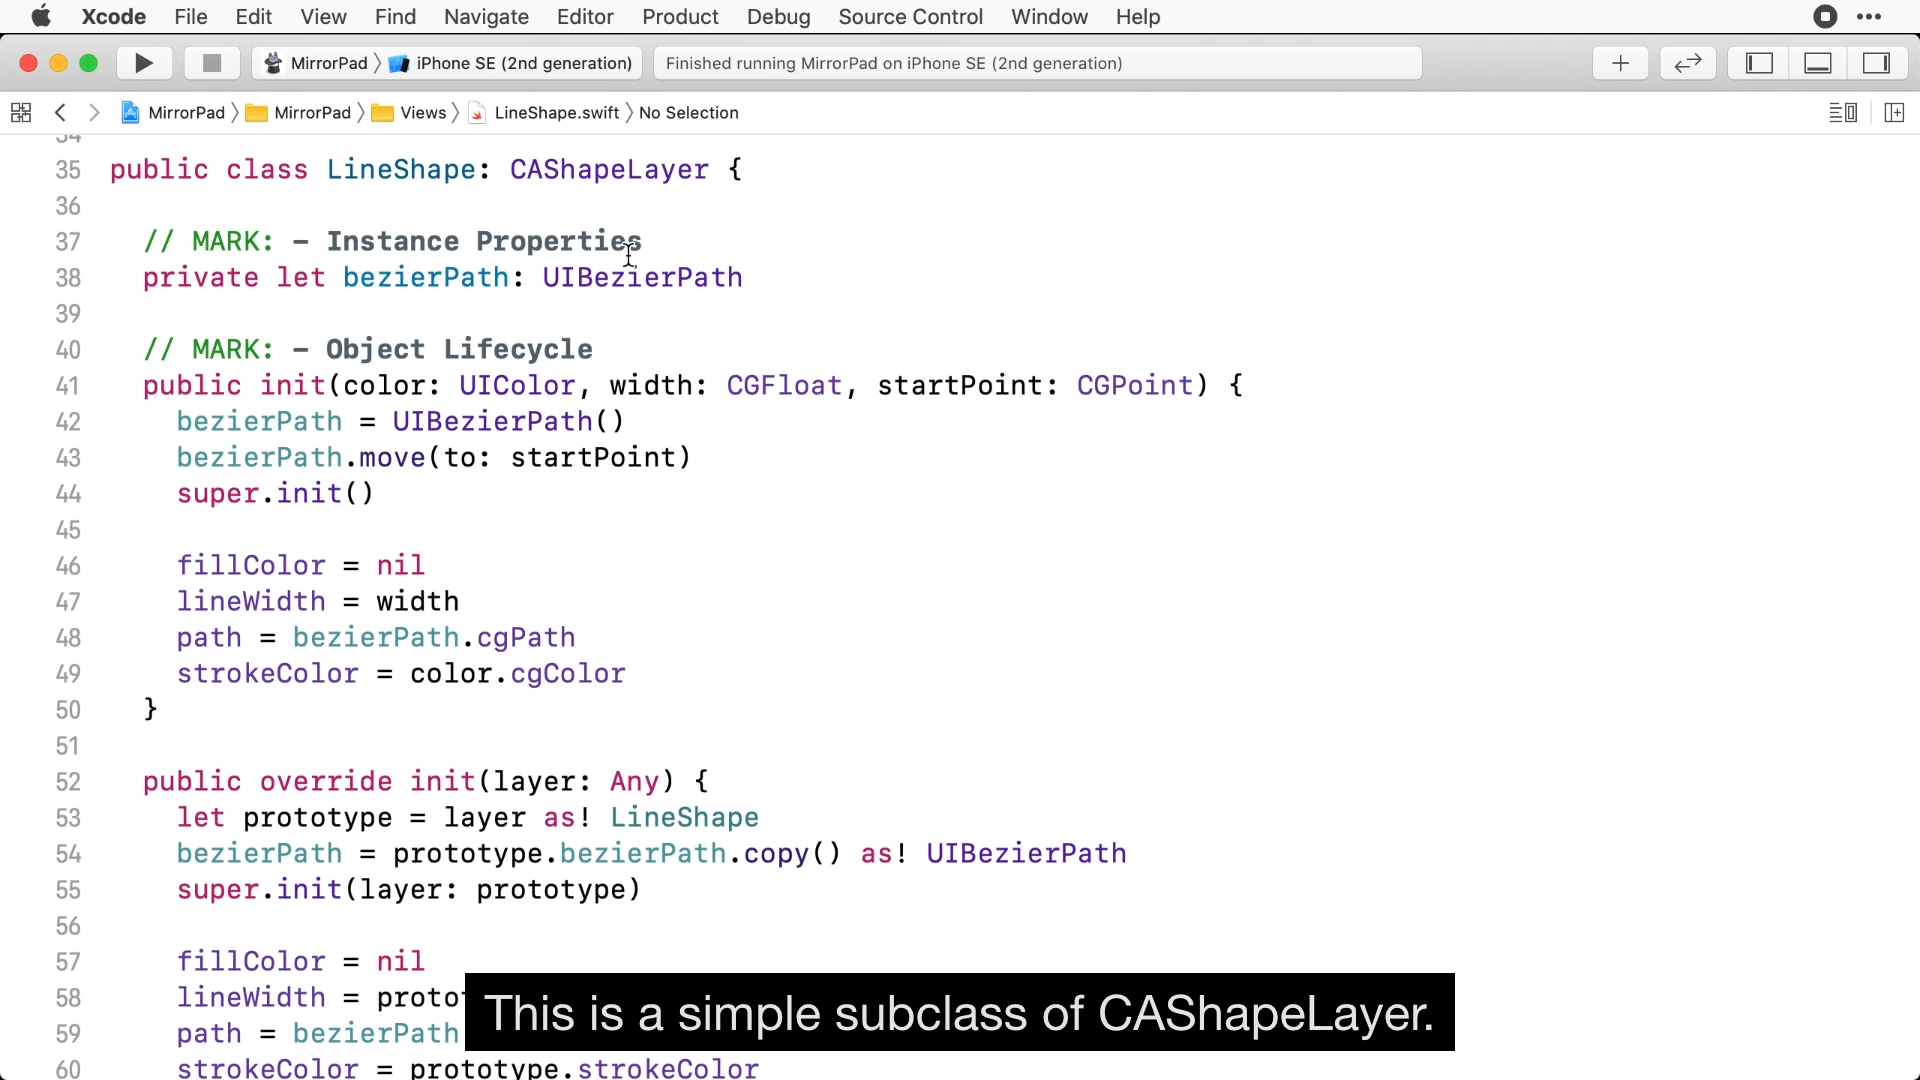 Xcode File Edit View Find Navigate Editor Product Debug Source Control Window Help
MirrorPad iPhone SE (2nd generation) Finished running MirrorPad on iPhone SE (2nd generation)
MirrorPad MirrorPad Views LineShape.swift No Selection
34
35 public class LineShape: CAShapeLayer {
36
37 // MARK: - Instance Properties
38 private let bezierPath: UIBezierPath
39
40 // MARK: - Object Lifecycle
41 public init(color: UIColor, width: CGFloat, startPoint: CGPoint) {
42 bezierPath = UIBezierPath()
43 bezierPath.move(to: startPoint)
44 super.init()
45
46 fillColor = nil
47 lineWidth = width
48 path = bezierPath.cgPath
49 strokeColor = color.cgColor
50 }
51
52 public override init(layer: Any) {
53 let prototype = layer as! LineShape
54 bezierPath = prototype.bezierPath.copy() as! UIBezierPath
55 super.init(layer: prototype)
56
57 fillColor = nil
58 lineWidth = proto
59 path = bezierPath
60 strokeColor = prototype.strokeColor
This is a simple subclass of CAShapeLayer.